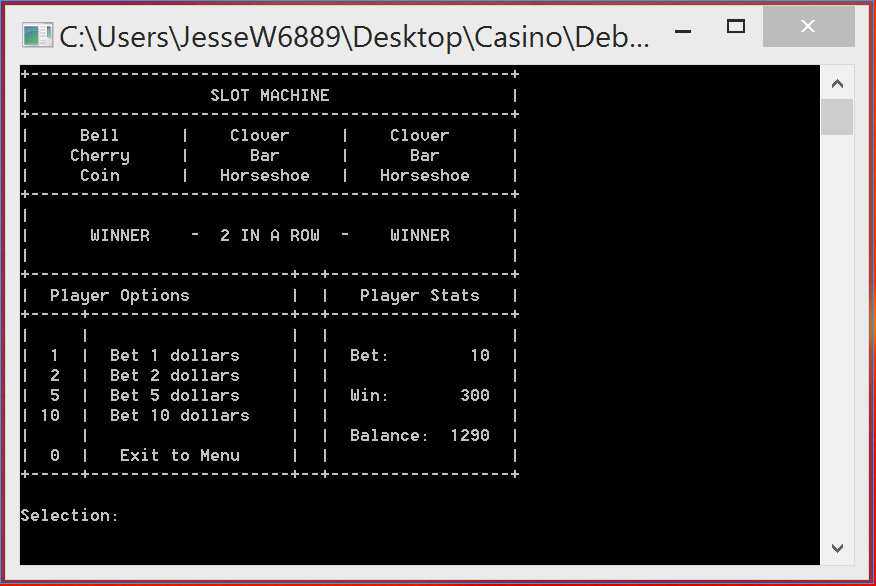 C:\Users\JesseW6889\Desktop\Casino\Deb...
+------------------------------------------------+
|                  SLOT MACHINE                  |
+------------------------------------------------+
|     Bell      |    Clover     |    Clover      |
|    Cherry     |      Bar      |      Bar       |
|     Coin      |   Horseshoe   |   Horseshoe    |
+------------------------------------------------+
|                                                |
|      WINNER    -  2 IN A ROW  -    WINNER      |
|                                                |
+--------------------------+--+------------------+
|  Player Options          |  |   Player Stats   |
+-----+--------------------+--+------------------+
|     |                    |  |                  |
|  1  |  Bet 1 dollars     |  |  Bet:        10  |
|  2  |  Bet 2 dollars     |  |                  |
|  5  |  Bet 5 dollars     |  |  Win:       300  |
| 10  |  Bet 10 dollars    |  |                  |
|     |                    |  |  Balance:  1290  |
|  0  |   Exit to Menu     |  |                  |
+-----+--------------------+--+------------------+
Selection: